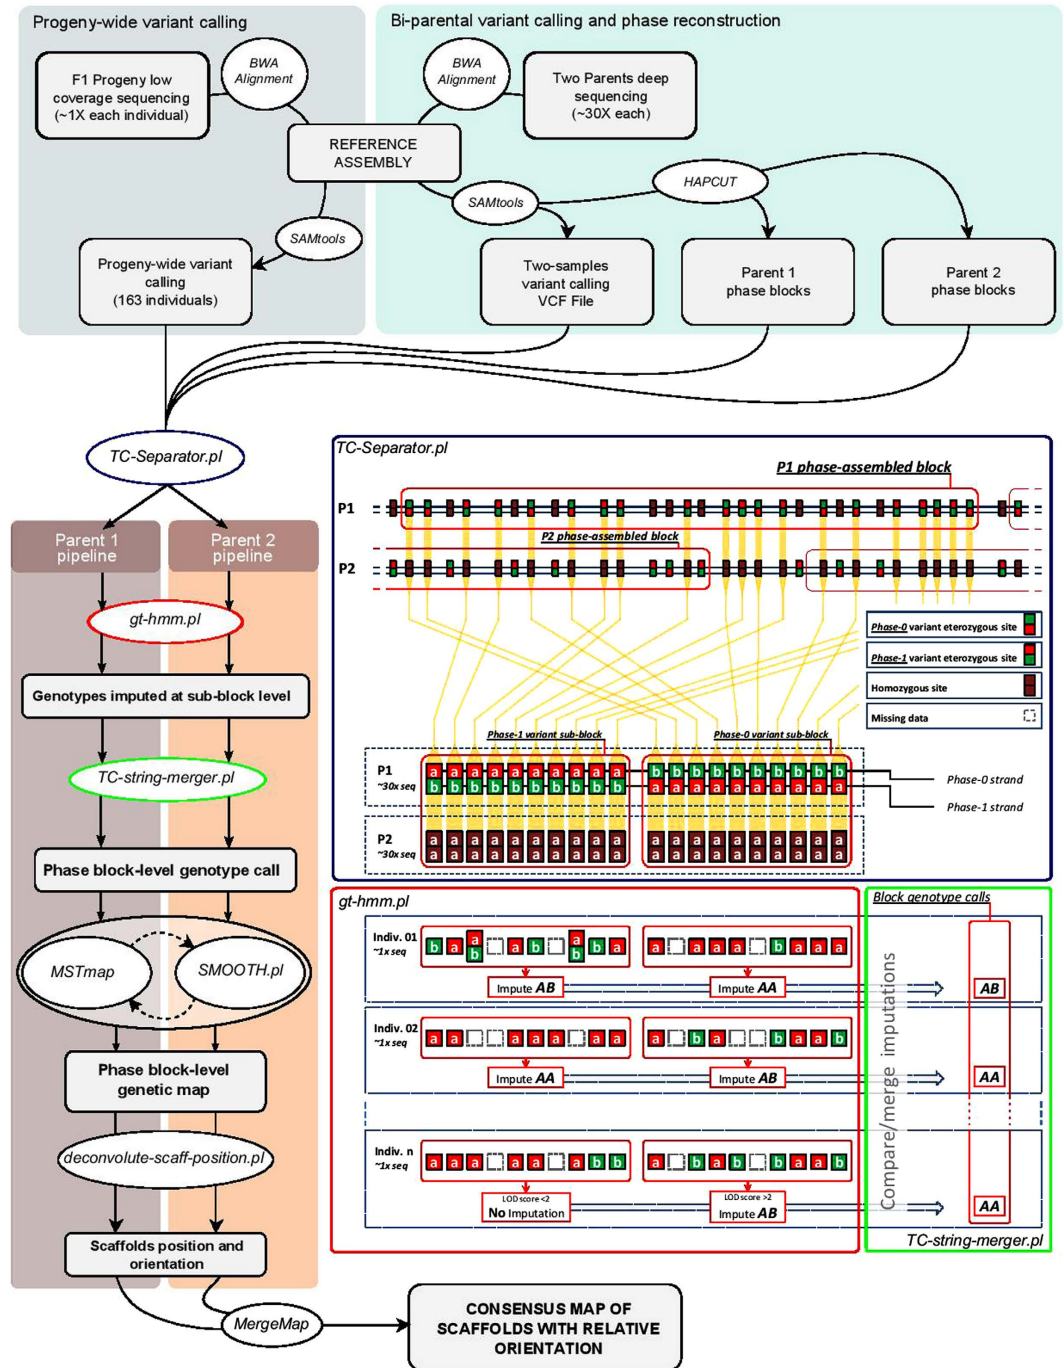 Progeny-wide variant calling
Bi-parental variant calling and phase reconstruction
F1 Progeny low
coverage sequencing
(~1X each individual)
BWA
Alignment
BWA
Alignment
Two Parents deep
sequencing
(~30X each)
REFERENCE
ASSEMBLY
HAPCUT
SAMtools
SAMtools
Progeny-wide variant
calling
(163 individuals)
Two-samples
variant calling
VCF File
Parent 1
phase blocks
Parent 2
phase blocks
TC-Separator.pl
Parent 1
pipeline
Parent 2
pipeline
gt-hmm.pl
Genotypes imputed at sub-block level
TC-string-merger.pl
Phase block-level genotype call
MSTmap
SMOOTH.pl
Phase block-level
genetic map
deconvolute-scaff-position.pl
Scaffolds position and
orientation
MergeMap
CONSENSUS MAP OF
SCAFFOLDS WITH RELATIVE
ORIENTATION
TC-Separator.pl
P1 phase-assembled block
P1
P2 phase-assembled block
P2
Phase-0 variant eterozygous site
Phase-1 variant eterozygous site
Homozygous site
Missing data
Phase-1 variant sub-block
Phase-0 variant sub-block
P1
~30x seq
a a a a a a a a a a b b b b b b b b b b
b b b b b b b b b b a a a a a a a a a a
Phase-0 strand
Phase-1 strand
P2
~30x seq
a a a a a a a a a a a a a a a a a a a a
a a a a a a a a a a a a a a a a a a a a
gt-hmm.pl
Block genotype calls
Indiv. 01
~1x seq
b a a b a b a b b a a a a a b a a a
Impute AB
Impute AA
AB
Indiv. 02
~1x seq
a a a a a a a a b a b a a b
Impute AA
Impute AB
AA
Indiv. n
~1x seq
a a a a a a b b a b a b b a a b
LOD score <2
No Imputation
LOD score >2
Impute AB
AA
Compare/merge imputations
TC-string-merger.pl